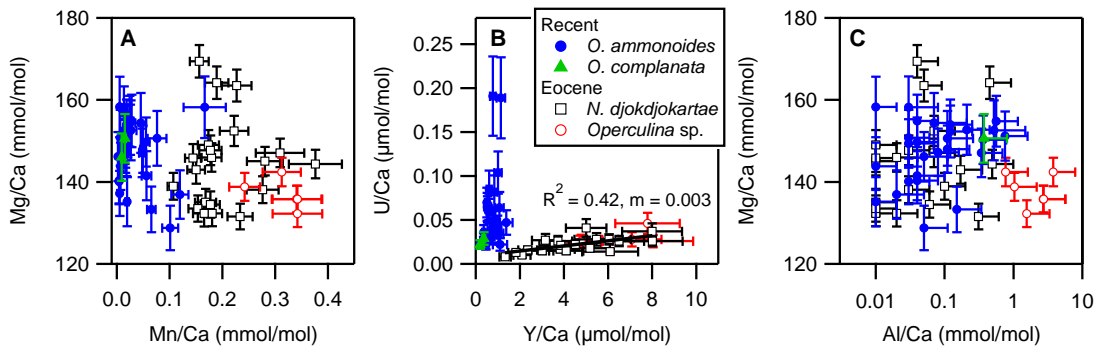 A
180
160
140
120
Mg/Ca (mmol/mol)
0.0
0.1
0.2
0.3
0.4
Mn/Ca (mmol/mol)
B
0.25
0.20
0.15
0.10
0.05
0.00
U/Ca (μmol/mol)
Recent
O. ammonoides
O. complanata
Eocene
N. djokdjokartae
Operculina sp.
R² = 0.42, m = 0.003
0
2
4
6
8
10
Y/Ca (μmol/mol)
C
180
160
140
120
Mg/Ca (mmol/mol)
0.01
0.1
1
10
Al/Ca (mmol/mol)